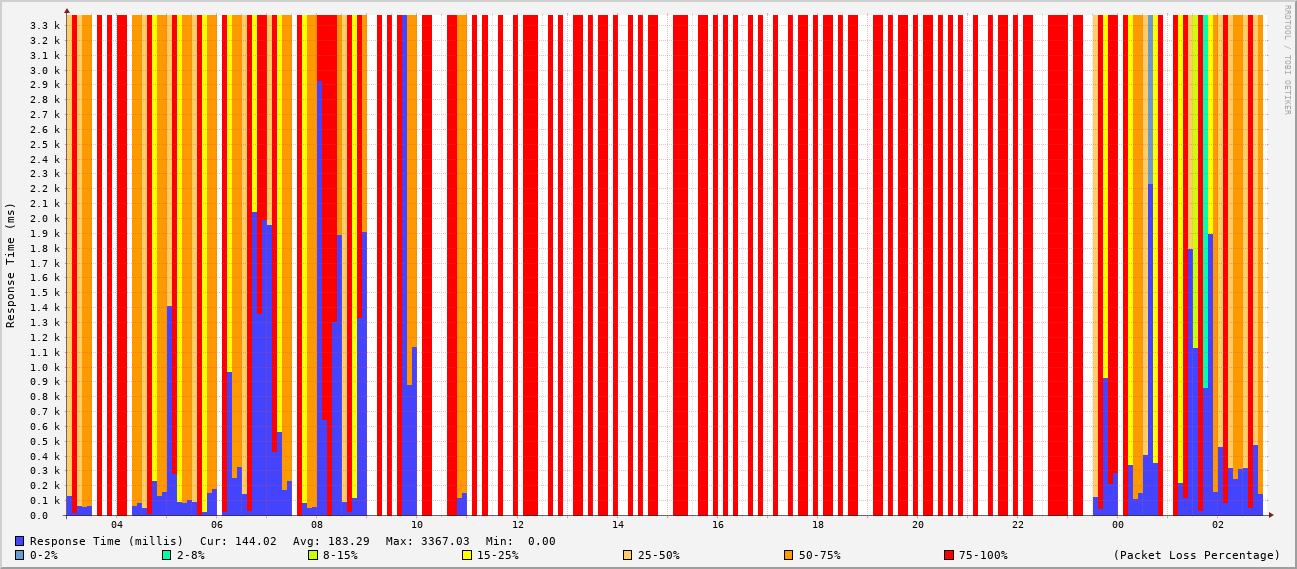 RRDTOOL / TOBI OETIKER
Response Time (ms)
3.3 k
3.2 k
3.1 k
3.0 k
2.9 k
2.8 k
2.7 k
2.6 k
2.5 k
2.4 k
2.3 k
2.2 k
2.1 k
2.0 k
1.9 k
1.8 k
1.7 k
1.6 k
1.5 k
1.4 k
1.3 k
1.2 k
1.1 k
1.0 k
0.9 k
0.8 k
0.7 k
0.6 k
0.5 k
0.4 k
0.3 k
0.2 k
0.1 k
0.0
04 06 08 10 12 14 16 18 20 22 00 02
Response Time (millis) Cur: 144.02 Avg: 183.29 Max: 3367.03 Min: 0.00
0-2% 2-8% 8-15% 15-25% 25-50% 50-75% 75-100% (Packet Loss Percentage)